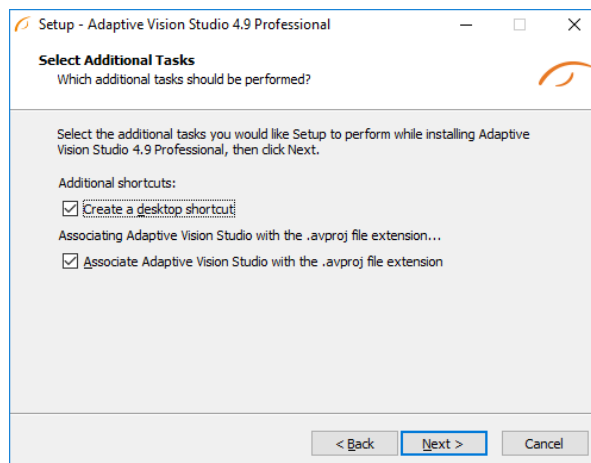 Setup - Adaptive Vision Studio 4.9 Professional
Select Additional Tasks
Which additional tasks should be performed?
Select the additional tasks you would like Setup to perform while installing Adaptive
Vision Studio 4.9 Professional, then click Next.
Additional shortcuts:
Create a desktop shortcut
Associating Adaptive Vision Studio with the .avproj file extension...
Associate Adaptive Vision Studio with the .avproj file extension
< Back
Next >
Cancel